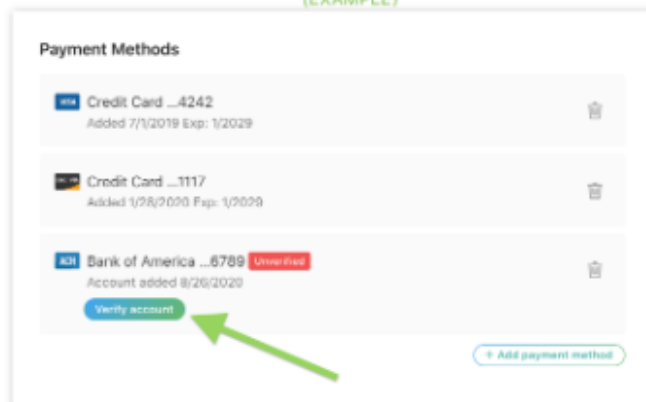 (EXAMPLE)
Payment Methods
VISA Credit Card ...4242
Added 7/1/2019 Exp: 1/2029
Credit Card ...1117
Added 1/28/2020 Exp: 1/2029
ACH Bank of America ...6789 Unverified
Account added 8/26/2020
Verify account
+ Add payment method